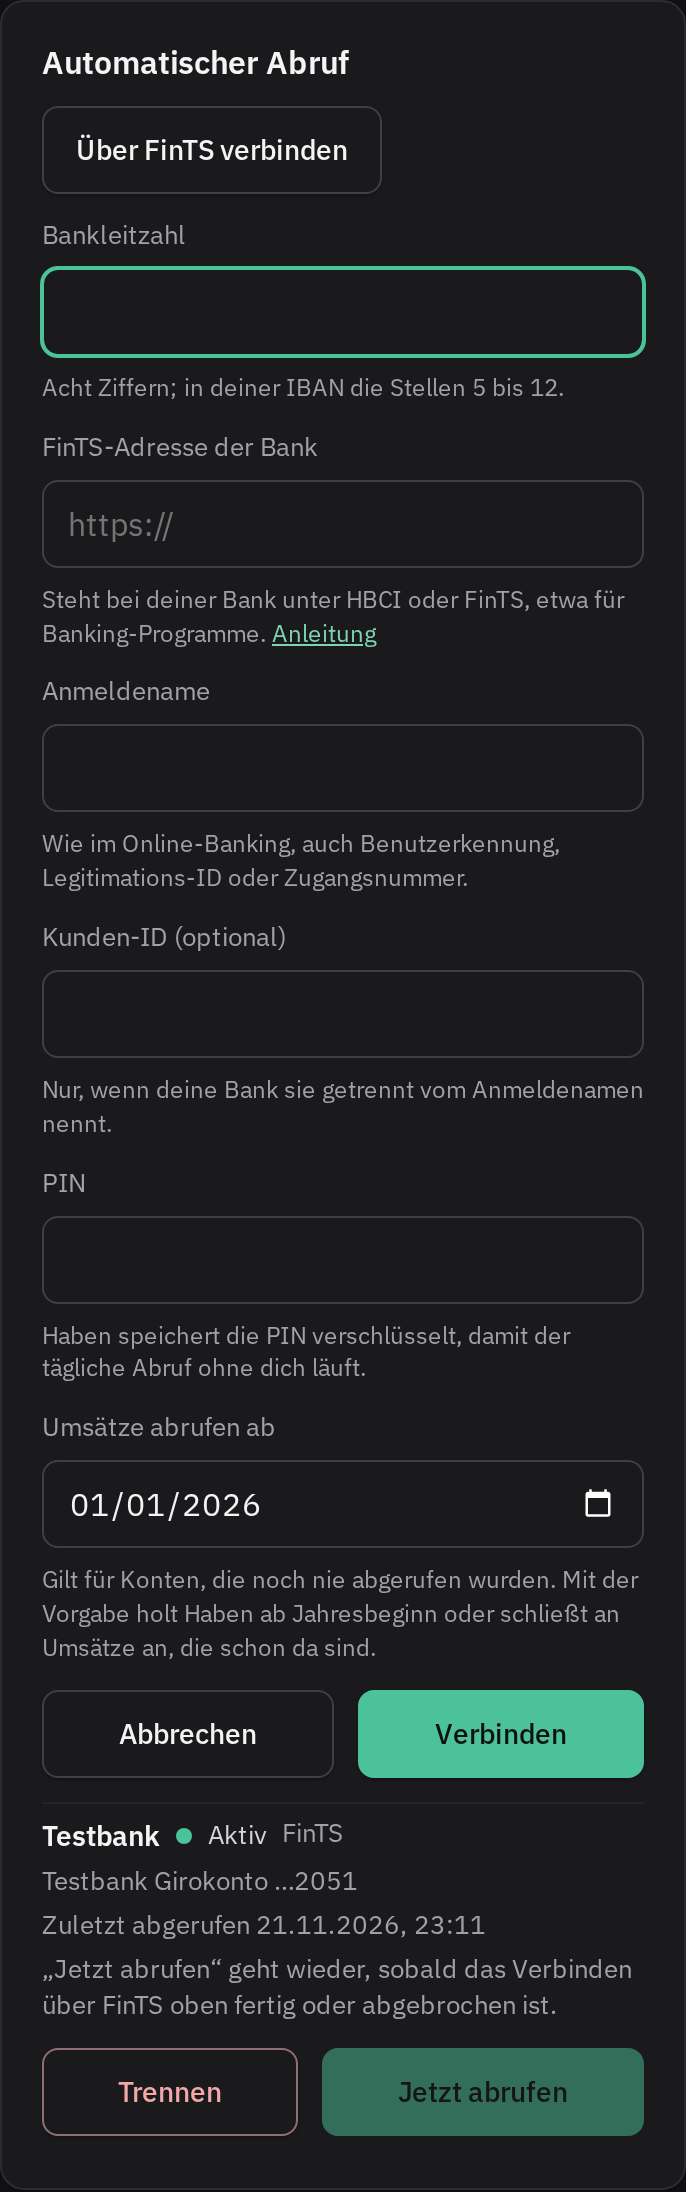 Automatischer Abruf
Über FinTS verbinden
Bankleitzahl
Acht Ziffern; in deiner IBAN die Stellen 5 bis 12.
FinTS-Adresse der Bank
https://
Steht bei deiner Bank unter HBCI oder FinTS, etwa für
Banking-Programme. Anleitung
Anmeldename
Wie im Online-Banking, auch Benutzerkennung,
Legitimations-ID oder Zugangsnummer.
Kunden-ID (optional)
Nur, wenn deine Bank sie getrennt vom Anmeldenamen
nennt.
PIN
Haben speichert die PIN verschlüsselt, damit der
tägliche Abruf ohne dich läuft.
Umsätze abrufen ab
01/01/2026
Gilt für Konten, die noch nie abgerufen wurden. Mit der
Vorgabe holt Haben ab Jahresbeginn oder schließt an
Umsätze an, die schon da sind.
Abbrechen Verbinden
Testbank Aktiv FinTS
Testbank Girokonto …2051
Zuletzt abgerufen 21.11.2026, 23:11
„Jetzt abrufen“ geht wieder, sobald das Verbinden
über FinTS oben fertig oder abgebrochen ist.
Trennen Jetzt abrufen